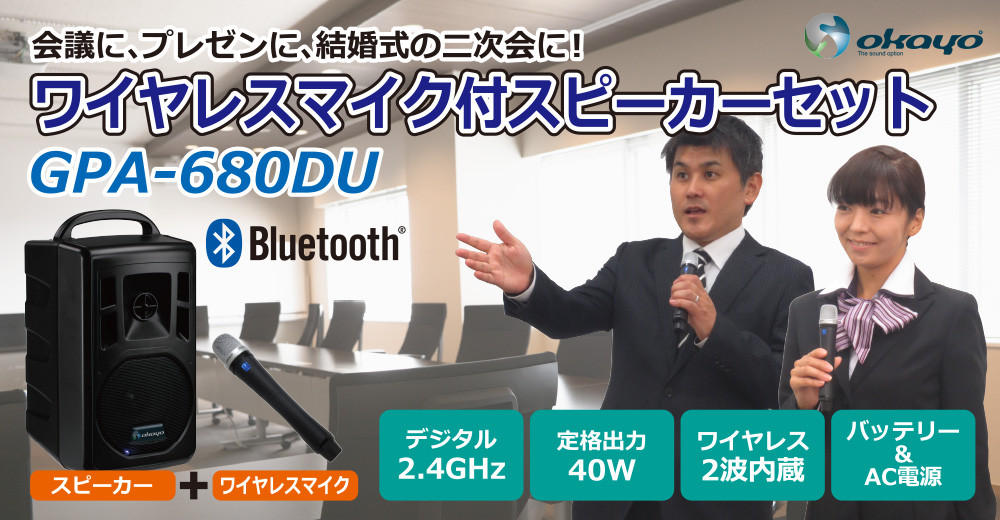 会議に、プレゼンに、結婚式の二次会に!
okayo
The sound option
ワイヤレスマイク付スピーカーセット
GPA-680DU
Bluetooth®
okayo
スピーカー + ワイヤレスマイク
デジタル
2.4GHz
定格出力
40W
ワイヤレス
2波内蔵
バッテリー
&
AC電源